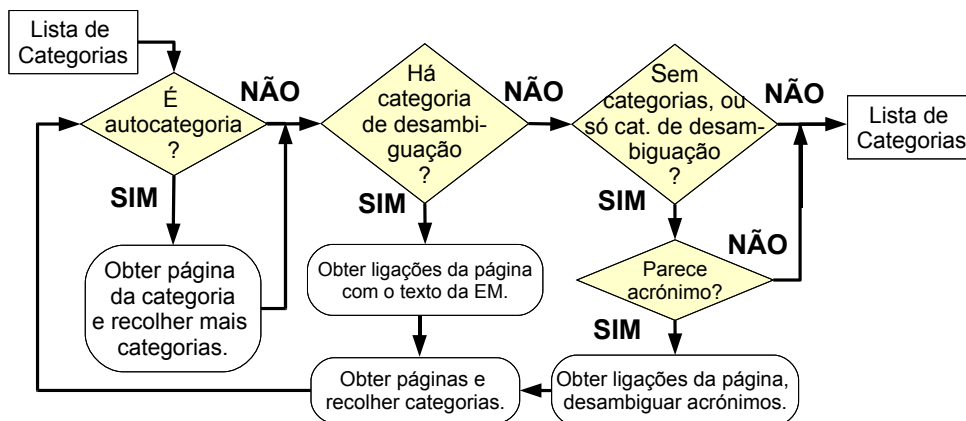 Lista de
Categorias
É
autocategoria
?
NÃO
SIM
Obter página
da categoria
e recolher mais
categorias.
Há
categoria
de desambi-
guação
?
NÃO
SIM
Obter ligações da página
com o texto da EM.
Obter páginas e
recolher categorias.
Sem
categorias, ou
só cat. de desam-
biguação
?
NÃO
SIM
Parece
acrónimo?
NÃO
SIM
Obter ligações da página,
desambiguar acrónimos.
Lista de
Categorias